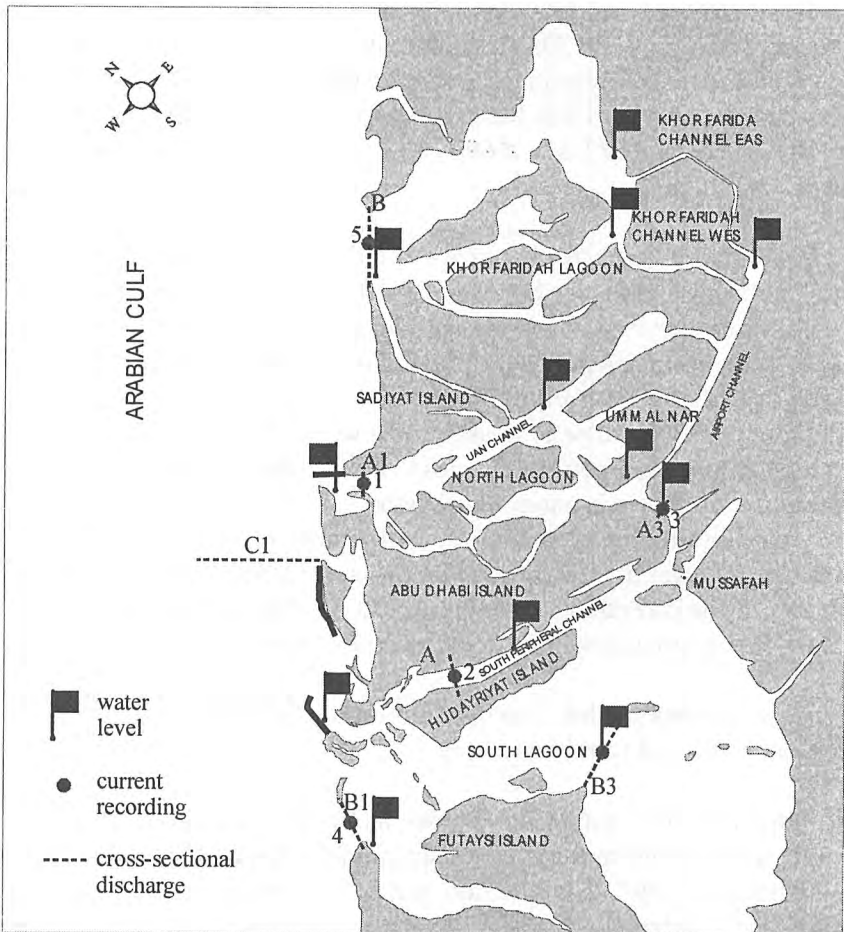 N
E
W
S
KHOR FARIDA
CHANNEL EAS
B
5
KHOR FARIDAH
CHANNEL WES
KHOR FARIDAH LAGOON
ARABIAN CULF
SADIYAT ISLAND
UMM AL NAR
AIRPORT CHANNEL
UAN CHANNEL
A1
1
NORTH LAGOON
A3
3
C1
ABU DHABI ISLAND
MUSSAFAH
SOUTH PERIPHERAL CHANNEL
A
2
HUDAYRIYAT ISLAND
water
level
SOUTH LAGOON
current
recording
B1
B3
4
FUTAYSI ISLAND
cross-sectional
discharge